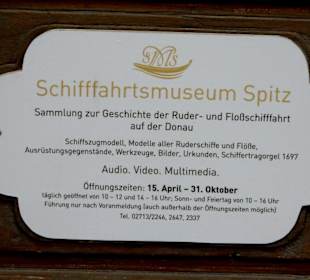 SMS
Schifffahrtsmuseum Spitz
Sammlung zur Geschichte der Ruder- und Floßschifffahrt
auf der Donau
Schiffszugmodell, Modelle aller Ruderschiffe und Flöße,
Ausrüstungsgegenstände, Werkzeuge, Bilder, Urkunden, Schiffertragorgel 1697
Audio. Video. Multimedia.
Öffnungszeiten: 15. April – 31. Oktober
täglich geöffnet von 10 – 12 und 14 – 16 Uhr; Sonn- und Feiertag von 10 – 16 Uhr
Führung nur nach Voranmeldung (auch außerhalb der Öffnungszeiten möglich)
Tel. 02713/2246, 2647, 2337